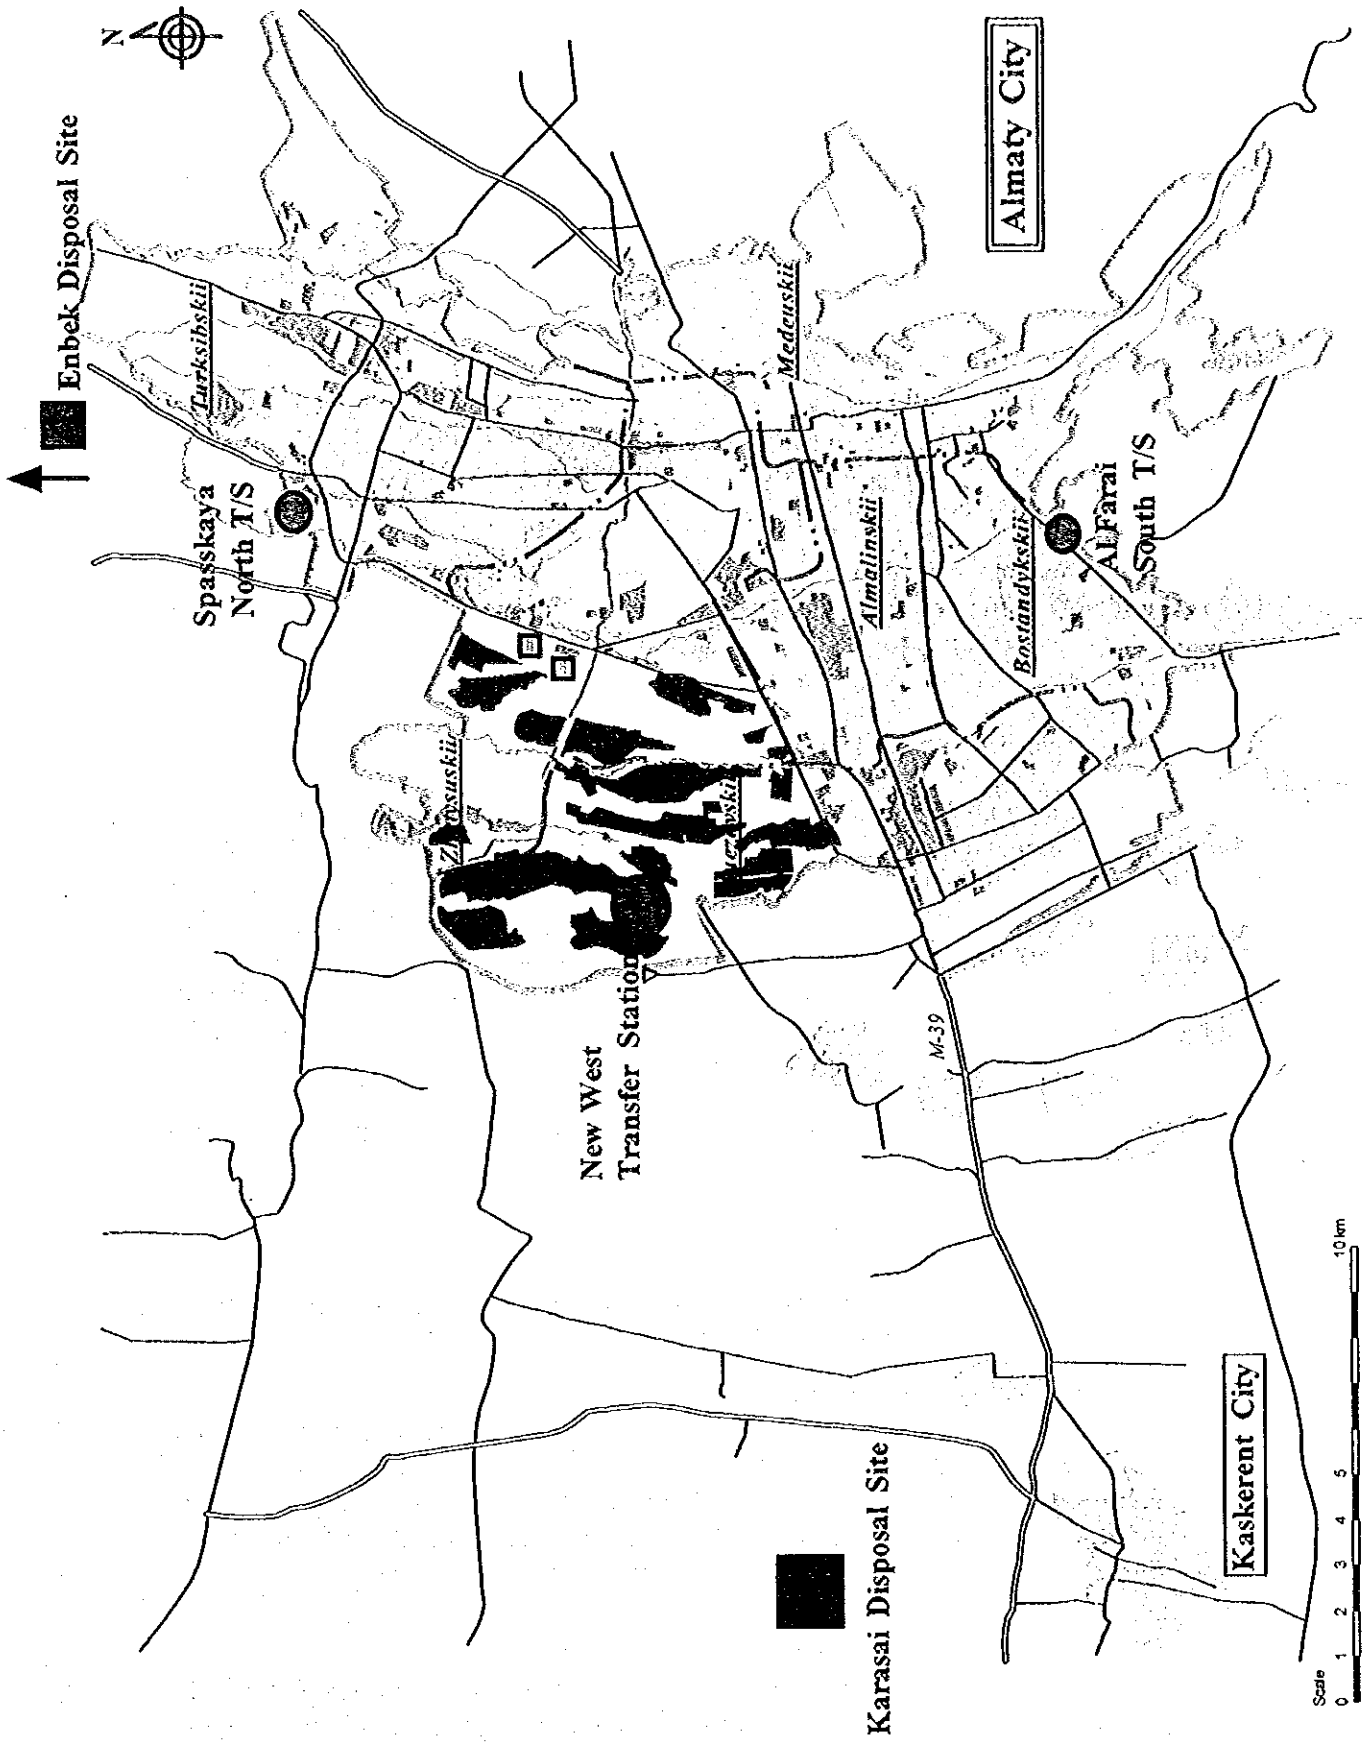 N
Enbek Disposal Site
Turksibskii
Spasskaya
North T/S
Almaty City
Medeuskii
Almalinskii
Bostandykskii
AL Farai
South T/S
New West
Transfer Station
M-39
Karasai Disposal Site
Kaskerent City
Scale
0 1 2 3 4 5 10 km